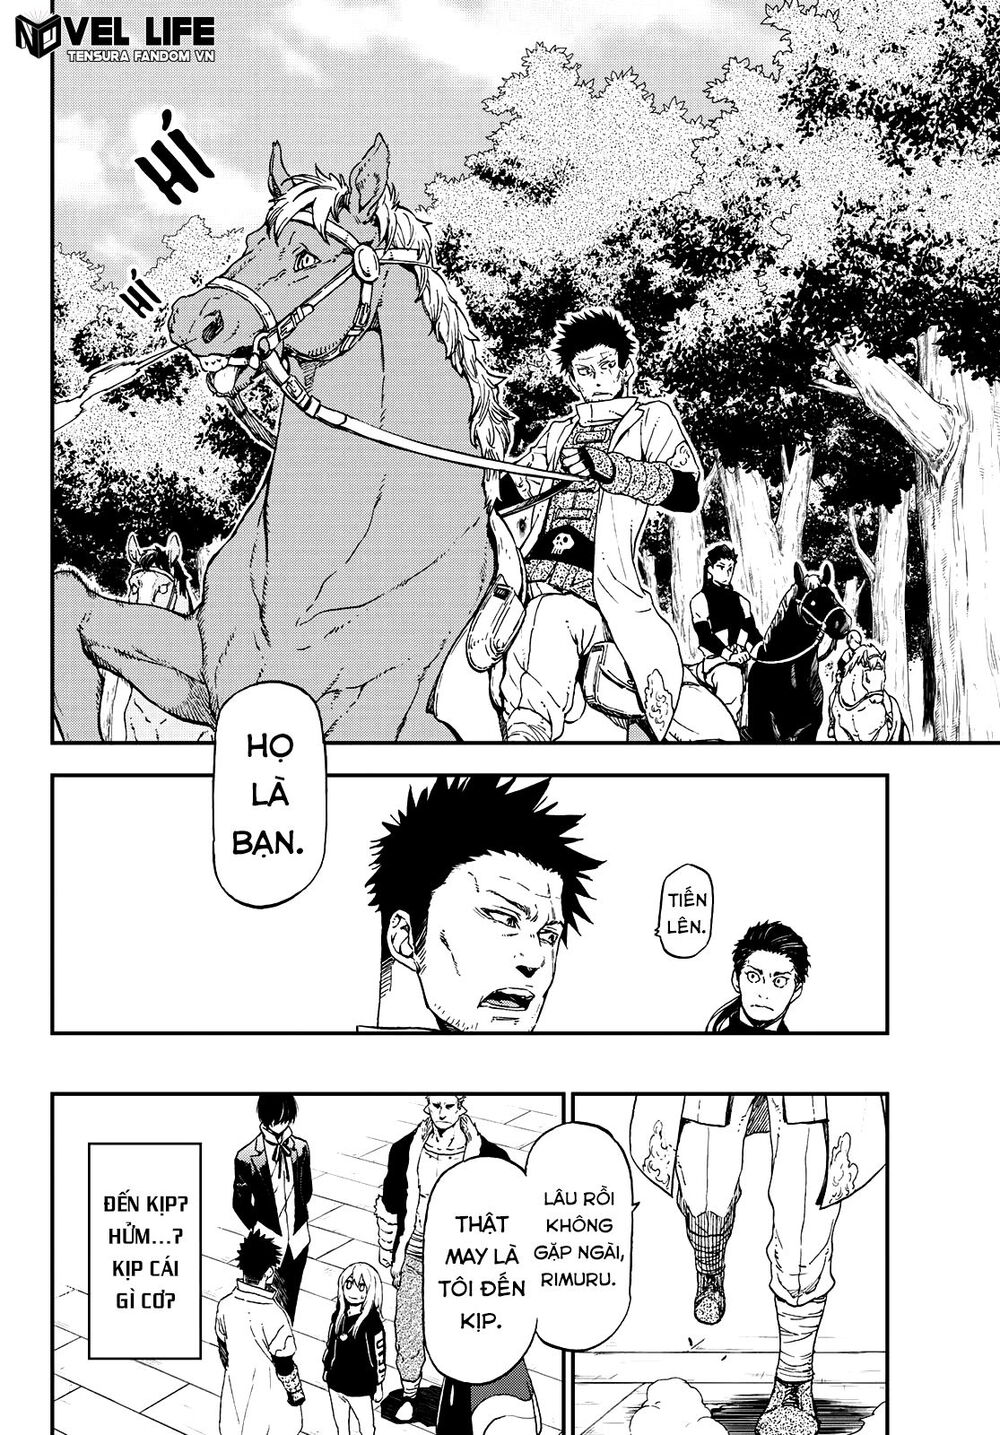 NOVEL LIFE
TENSURA FANDOM VN
HÍ
HÍ
HỌ
LÀ
BẠN.
TIẾN
LÊN.
LÂU RỒI
KHÔNG
GẶP NGÀI,
RIMURU.
THẬT
MAY LÀ
TÔI ĐẾN
KỊP.
ĐẾN KỊP?
HỬM...?
KỊP CÁI
GÌ CƠ?